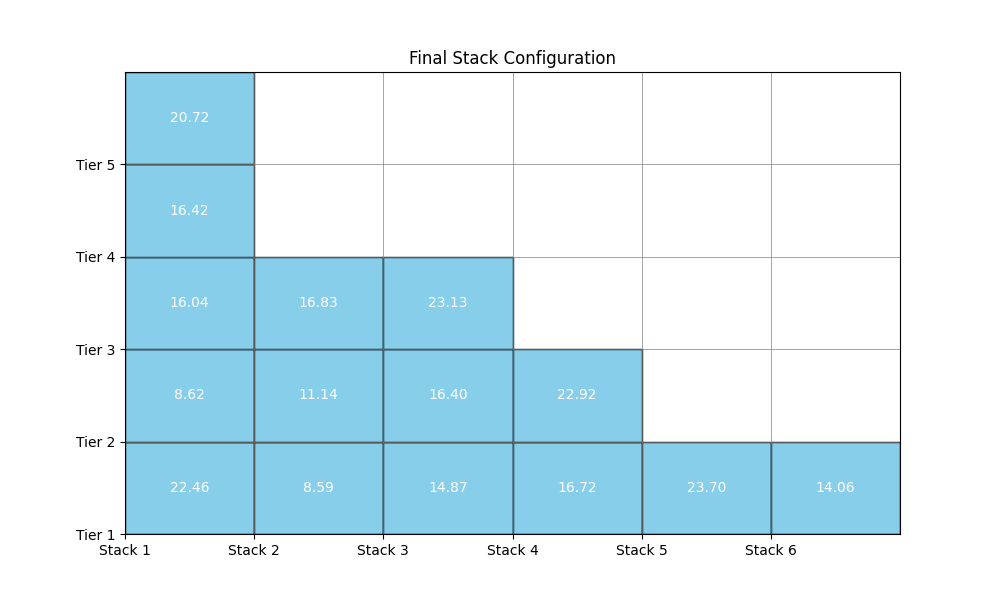 Final Stack Configuration
20.72
Tier 5
16.42
Tier 4
16.04 16.83 23.13
Tier 3
8.62 11.14 16.40 22.92
Tier 2
22.46 8.59 14.87 16.72 23.70 14.06
Tier 1
Stack 1 Stack 2 Stack 3 Stack 4 Stack 5 Stack 6